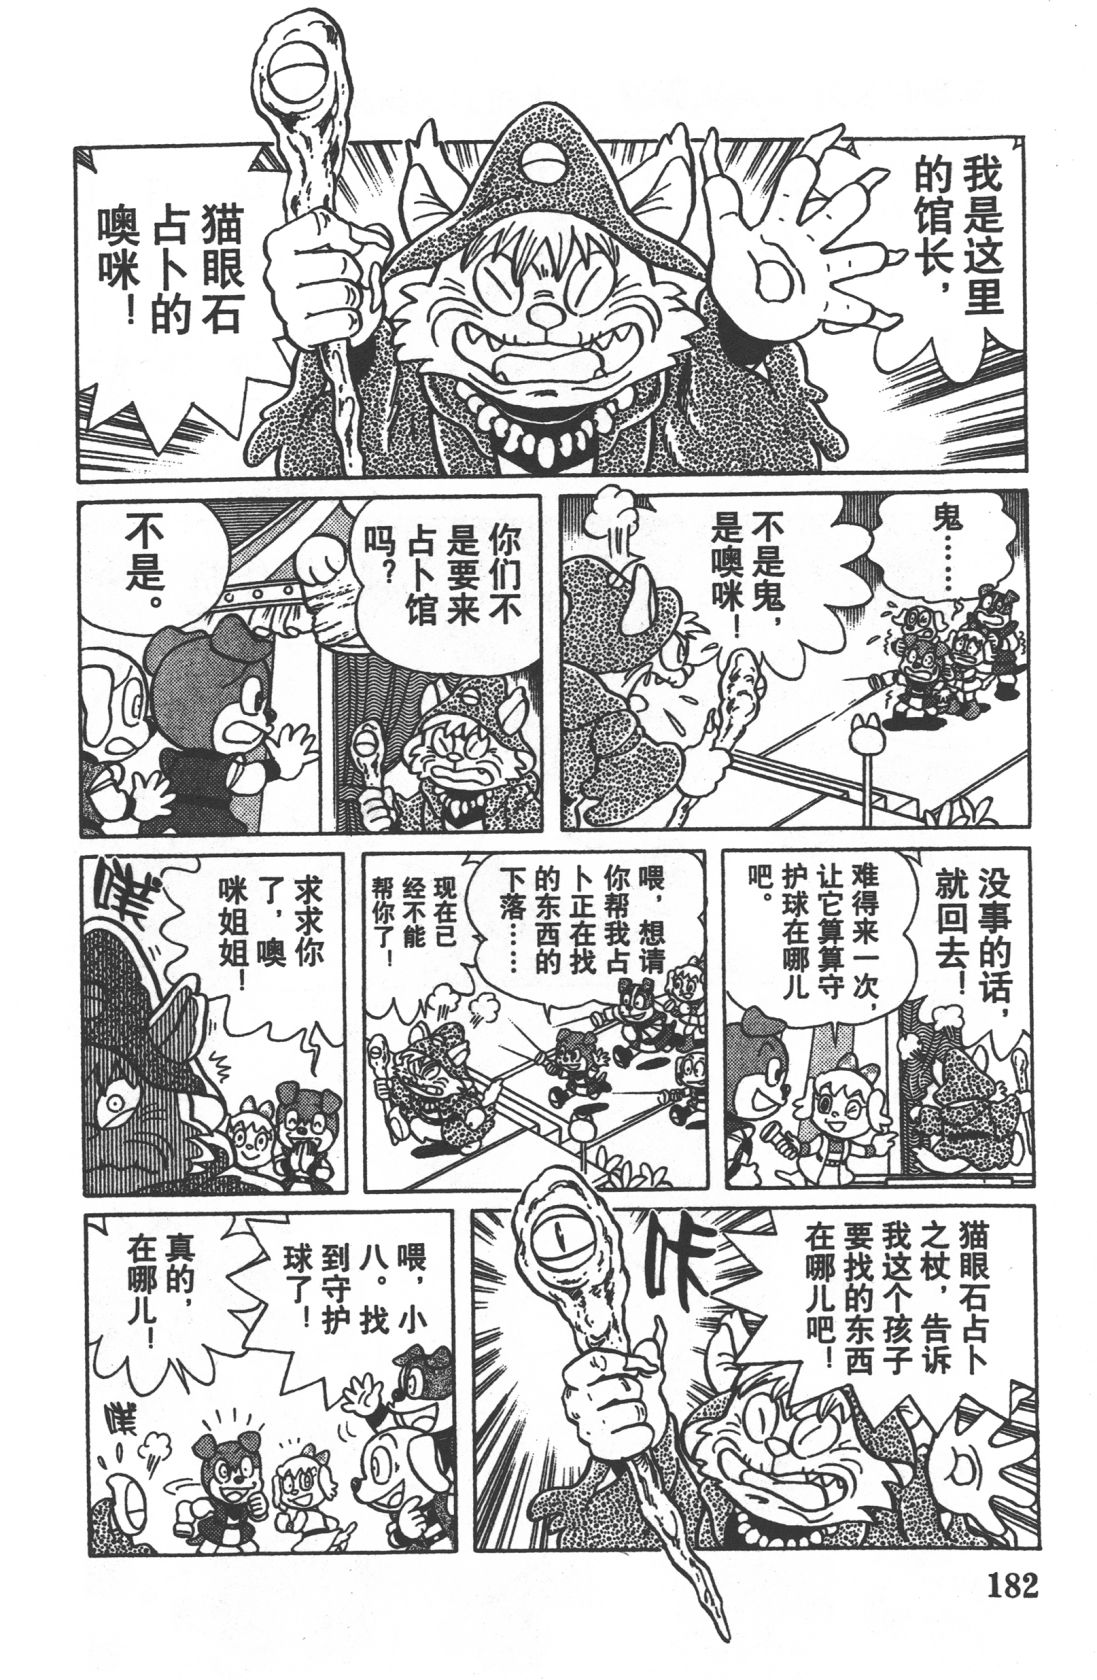 我是这里
的馆长，
猫眼石
占卜的
噢咪！
鬼……
不是鬼，
是噢咪！
你们不
是要来
占卜馆
吗？
不是。
没事的话，
就回去！
难得来一次，
让它算算守
护球在哪儿
吧。
喂，想请
你帮我占
卜正在找
的东西的
下落……
现在已
经不能
帮你了！
求求你
了，噢
咪姐姐！
噗
猫眼石占卜
之杖，告诉
我这个孩子
要找的东西
在哪儿吧！
咔
喂，小
八。找
到守护
球了！
真的，
在哪儿！
噗
182